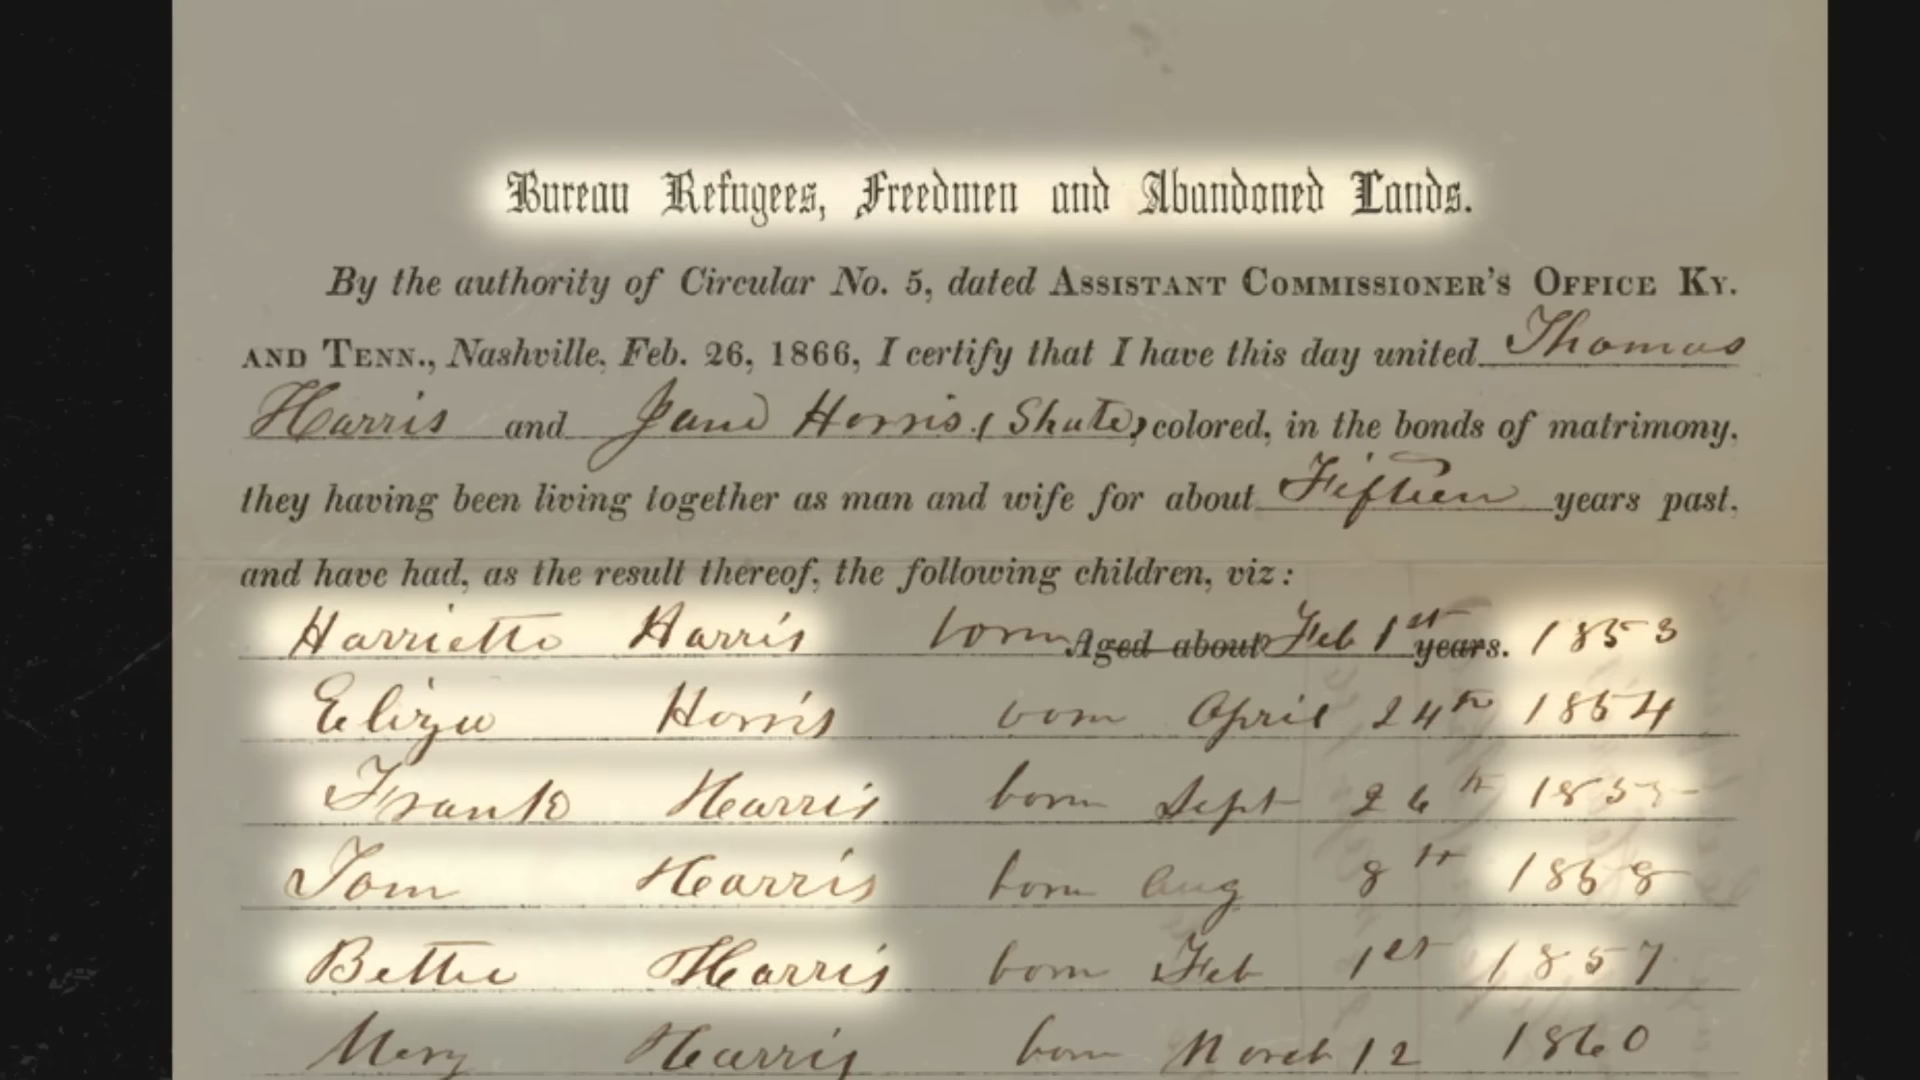 Bureau Refugees, Freedmen and Abandoned Lands.
By the authority of Circular No. 5, dated ASSISTANT COMMISSIONER'S OFFICE KY.
AND TENN., Nashville, Feb. 26, 1866, I certify that I have this day united Thomas
Harris and Jane Harris (Shute) colored, in the bonds of matrimony,
they having been living together as man and wife for about Fifteen years past,
and have had, as the result thereof, the following children, viz:
Harriette Harris born Aged about Feb 1st years. 1853
Eliza Harris born April 24th 1854
Frank Harris born Sept 26th 1855
Tom Harris born Aug 8th 1858
Bettie Harris born Feb 1st 1857
Mary Harris born March 12 1860